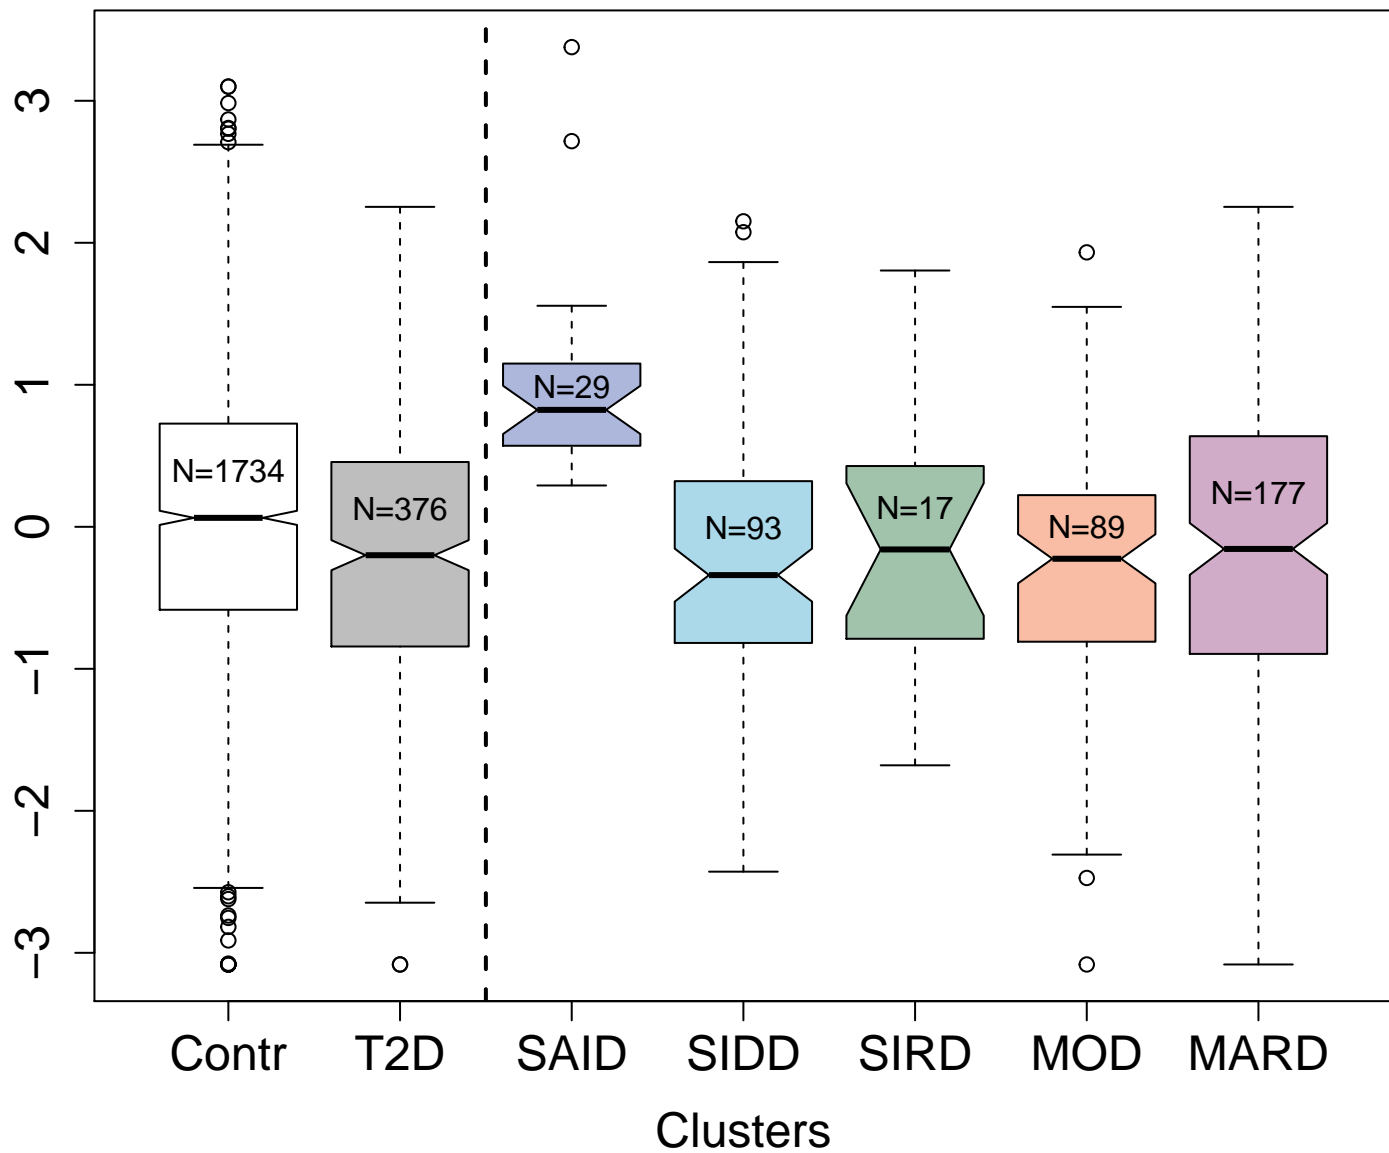 3
2
1
0
−1
−2
−3
N=1734
N=376
N=29
N=93
N=17
N=89
N=177
Contr T2D SAID SIDD SIRD MOD MARD
Clusters